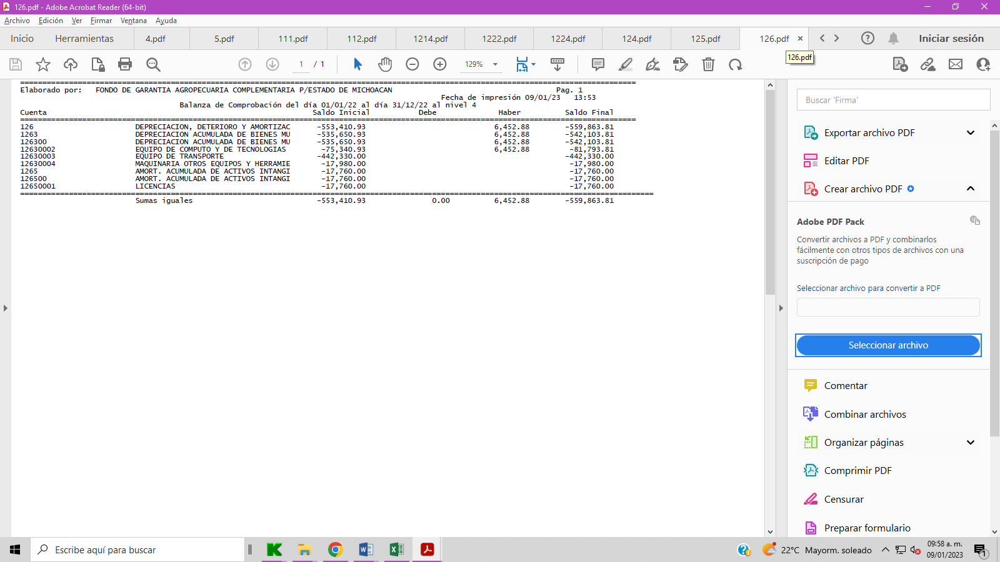 126.pdf - Adobe Acrobat Reader (64-bit)
Archivo Edición Ver Firmar Ventana Ayuda
Inicio Herramientas 4.pdf 5.pdf 111.pdf 112.pdf 1214.pdf 1222.pdf 1224.pdf 124.pdf 125.pdf 126.pdf Iniciar sesión
126.pdf
1 / 1 129%
Elaborado por: FONDO DE GARANTIA AGROPECUARIA COMPLEMENTARIA P/ESTADO DE MICHOACAN Pag. 1
Fecha de impresión 09/01/23 13:53
Balanza de Comprobación del día 01/01/22 al día 31/12/22 al nivel 4
Cuenta Saldo Inicial Debe Haber Saldo Final
126 DEPRECIACION, DETERIORO Y AMORTIZAC -553,410.93 6,452.88 -559,863.81
1263 DEPRECIACION ACUMULADA DE BIENES MU -535,650.93 6,452.88 -542,103.81
126300 DEPRECIACION ACUMULADA DE BIENES MU -535,650.93 6,452.88 -542,103.81
12630002 EQUIPO DE COMPUTO Y DE TECNOLOGIAS -75,340.93 6,452.88 -81,793.81
12630003 EQUIPO DE TRANSPORTE -442,330.00 -442,330.00
12630004 MAQUINARIA OTROS EQUIPOS Y HERRAMIE -17,980.00 -17,980.00
1265 AMORT. ACUMULADA DE ACTIVOS INTANGI -17,760.00 -17,760.00
126500 AMORT. ACUMULADA DE ACTIVOS INTANGI -17,760.00 -17,760.00
12650001 LICENCIAS -17,760.00 -17,760.00
Sumas iguales -553,410.93 0.00 6,452.88 -559,863.81
Buscar 'Firma'
Exportar archivo PDF
Editar PDF
Crear archivo PDF
Adobe PDF Pack
Convertir archivos a PDF y combinarlos
fácilmente con otros tipos de archivos con una
suscripción de pago
Seleccionar archivo para convertir a PDF
Seleccionar archivo
Comentar
Combinar archivos
Organizar páginas
Comprimir PDF
Censurar
Preparar formulario
Escribe aquí para buscar
22°C Mayorm. soleado
09:58 a. m.
09/01/2023
1